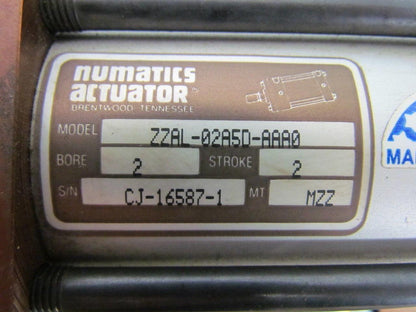 numatics
actuator
BRENTWOOD TENNESSEE
MODEL ZZAL-02A5D-AAA0
BORE 2 STROKE 2
S/N CJ-16587-1 MT MZZ
MA